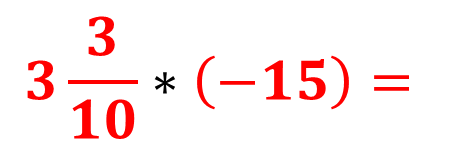 3 3/10 * (−15) =